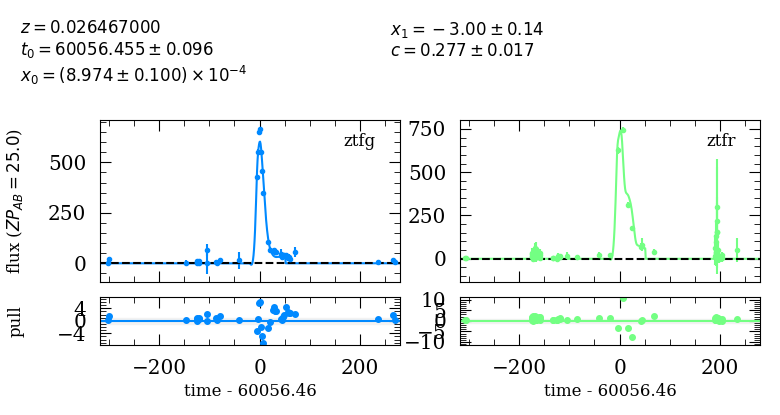 z = 0.026467000
t₀ = 60056.455 ± 0.096
x₀ = (8.974 ± 0.100) × 10⁻⁴
x₁ = −3.00 ± 0.14
c = 0.277 ± 0.017
flux (ZP_AB = 25.0)
500
250
0
ztfg
750
500
250
0
ztfr
pull
4
0
−4
−200 0 200
time - 60056.46
10
5
0
−5
−10
−200 0 200
time - 60056.46